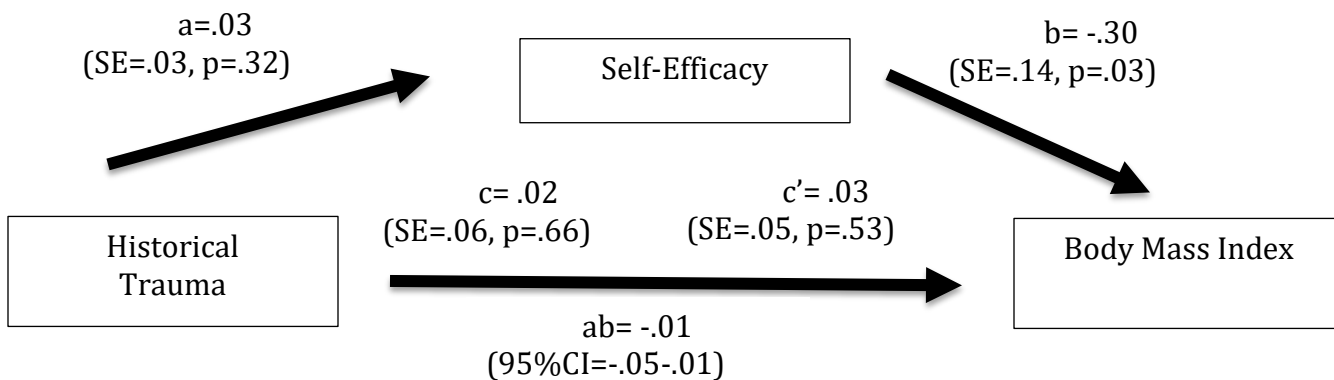 a=.03
(SE=.03, p=.32)
Self-Efficacy
b= -.30
(SE=.14, p=.03)
c= .02
(SE=.06, p=.66)
c’= .03
(SE=.05, p=.53)
Historical
Trauma
Body Mass Index
ab= -.01
(95%CI=-.05-.01)